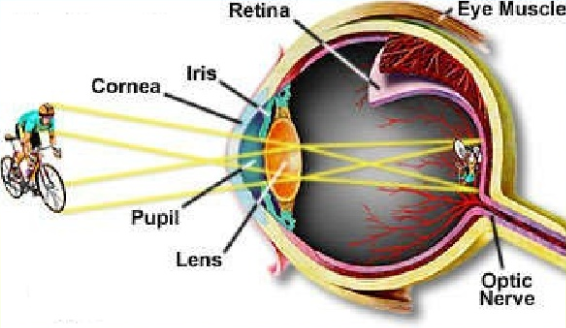 Retina
Eye Muscle
Iris
Cornea
Pupil
Lens
Optic
Nerve